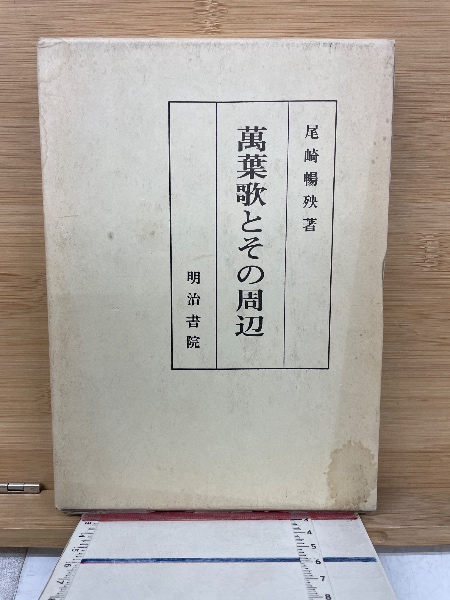 尾崎暢殃著
萬葉歌とその周辺
明治書院